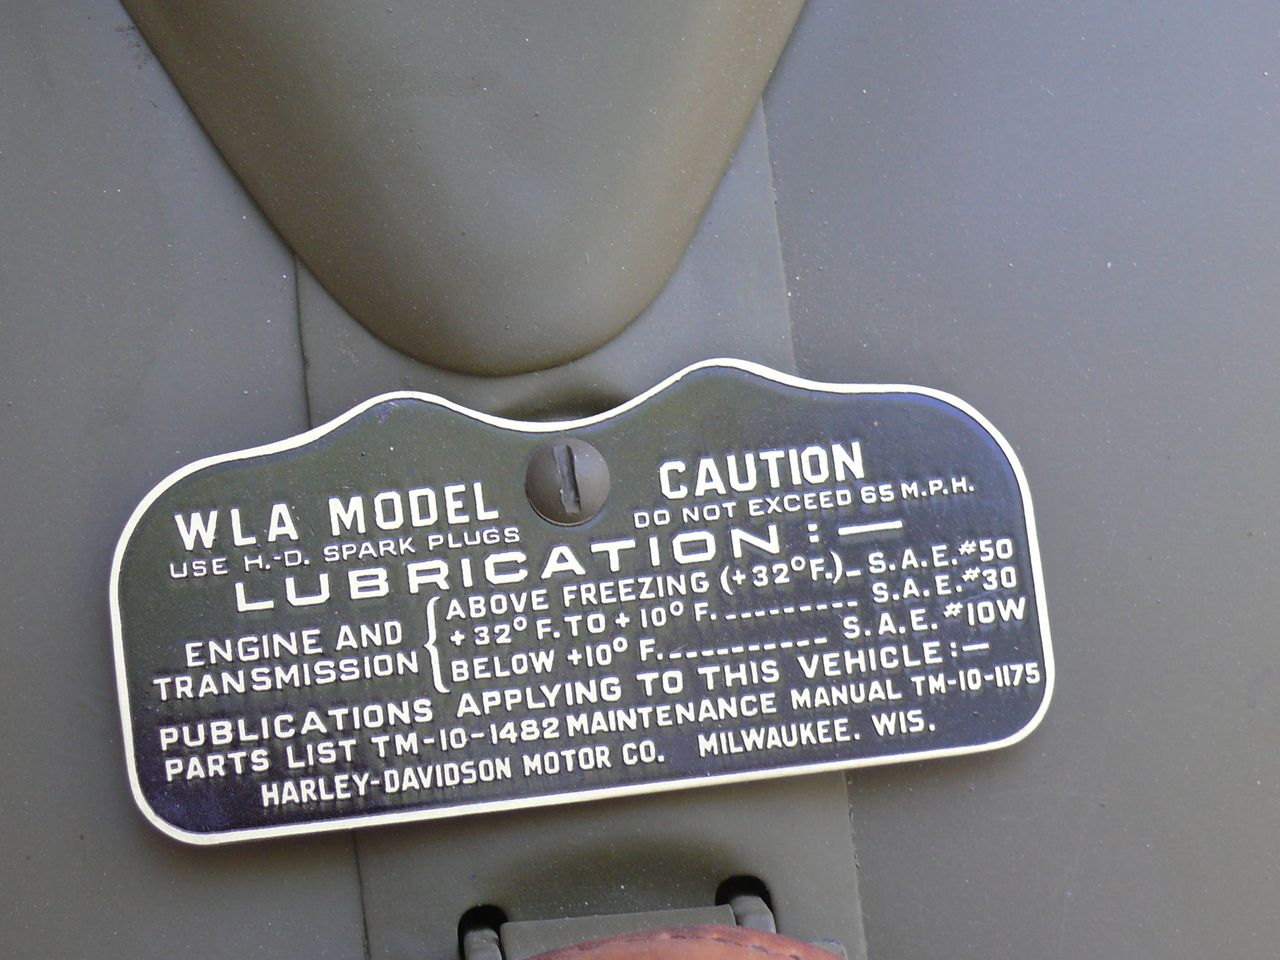 WLA MODEL
USE H.-D. SPARK PLUGS
CAUTION
DO NOT EXCEED 65 M.P.H.
LUBRICATION:—
ENGINE AND
TRANSMISSION
ABOVE FREEZING (+32°F.)- S.A.E. #50
+32° F. TO +10° F. --------- S.A.E. #30
BELOW +10° F.----------- S.A.E. #10W
PUBLICATIONS APPLYING TO THIS VEHICLE:—
PARTS LIST TM-10-1482 MAINTENANCE MANUAL TM-10-1175
HARLEY-DAVIDSON MOTOR CO. MILWAUKEE. WIS.